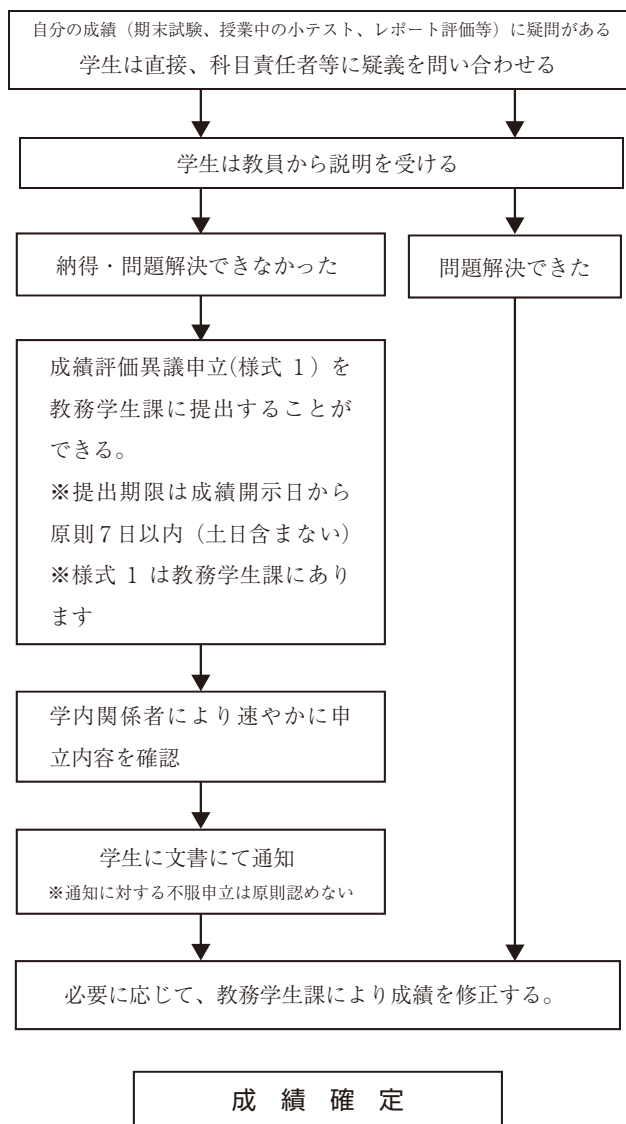 自分の成績（期末試験、授業中の小テスト、レポート評価等）に疑問がある
学生は直接、科目責任者等に疑義を問い合わせる
学生は教員から説明を受ける
納得・問題解決できなかった
問題解決できた
成績評価異議申立(様式 1）を
教務学生課に提出することが
できる。
※提出期限は成績開示日から
原則７日以内（土日含まない）
※様式 1 は教務学生課にあり
ます
学内関係者により速やかに申
立内容を確認
学生に文書にて通知
※通知に対する不服申立は原則認めない
必要に応じて、教務学生課により成績を修正する。
成 績 確 定